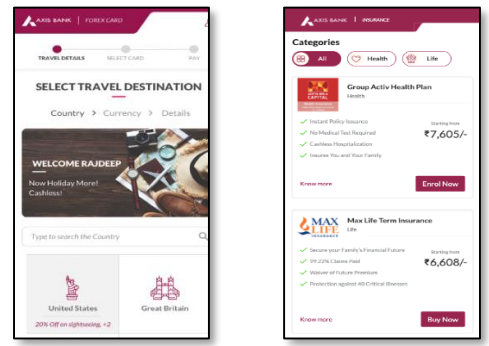 AXIS BANK | FOREX CARD
TRAVEL DETAILS SELECT CARD PAY
SELECT TRAVEL DESTINATION
Country > Currency > Details
WELCOME RAJDEEP
Now Holiday More!
Cashless!
Type to search the Country
United States Great Britain
20% Off on sightseeing, +2
AXIS BANK | INSURANCE
Categories
All Health Life
Group Activ Health Plan
Health
CAPITAL
Instant Policy Issuance
No Medical Test Required
Cashless Hospitalization
Insures You and Your Family
Starting from
₹7,605/-
Know more Enrol Now
MAX LIFE INSURANCE
Max Life Term Insurance
Life
Secure your Family's Financial Future
99.22% Claims Paid
Waiver of Future Premium
Protection against 40 Critical Illnesses
Starting from
₹6,608/-
Know more Buy Now